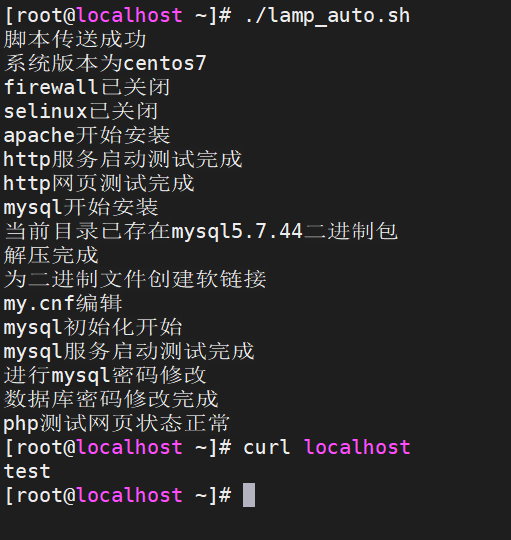 [root@localhost ~]# ./lamp_auto.sh
脚本传送成功
系统版本为centos7
firewall已关闭
selinux已关闭
apache开始安装
http服务启动测试完成
http网页测试完成
mysql开始安装
当前目录已存在mysql5.7.44二进制包
解压完成
为二进制文件创建软链接
my.cnf编辑
mysql初始化开始
mysql服务启动测试完成
进行mysql密码修改
数据库密码修改完成
php测试网页状态正常
[root@localhost ~]# curl localhost
test
[root@localhost ~]#